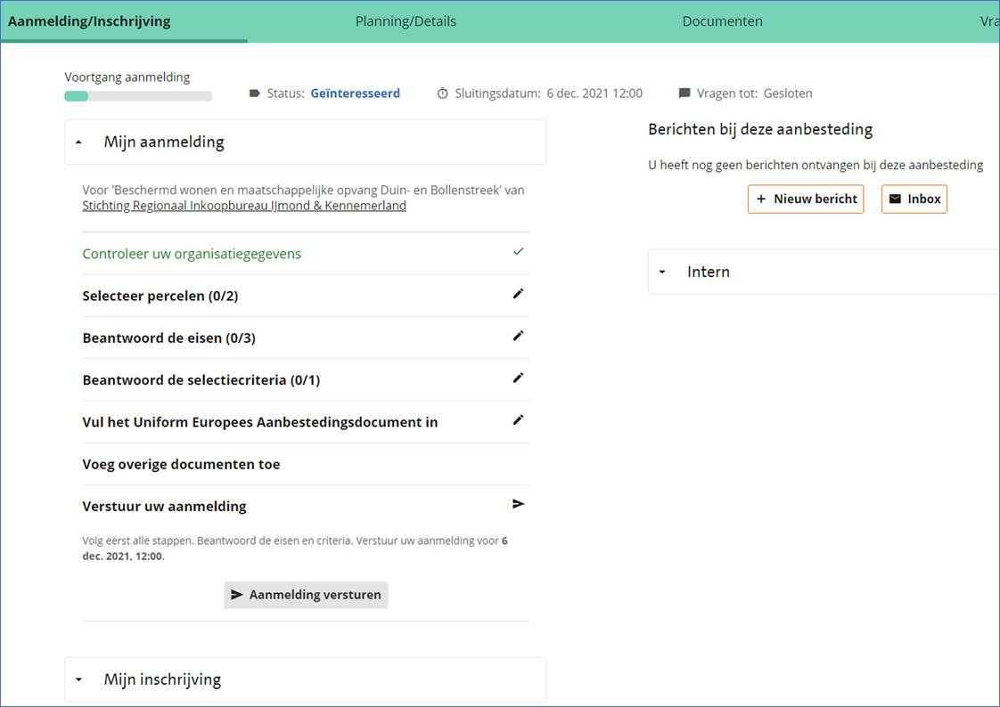 Aanmelding/Inschrijving
Planning/Details
Documenten
Vra
Voortgang aanmelding
Status: Geïnteresseerd
Sluitingsdatum: 6 dec. 2021 12:00
Vragen tot: Gesloten
Mijn aanmelding
Voor 'Beschermd wonen en maatschappelijke opvang Duin- en Bollenstreek' van
Stichting Regionaal Inkoopbureau IJmond & Kennemerland
Controleer uw organisatiegegevens
Selecteer percelen (0/2)
Beantwoord de eisen (0/3)
Beantwoord de selectiecriteria (0/1)
Vul het Uniform Europees Aanbestedingsdocument in
Voeg overige documenten toe
Verstuur uw aanmelding
Volg eerst alle stappen. Beantwoord de eisen en criteria. Verstuur uw aanmelding voor 6
dec. 2021, 12:00.
Aanmelding versturen
Mijn inschrijving
Berichten bij deze aanbesteding
U heeft nog geen berichten ontvangen bij deze aanbesteding
+ Nieuw bericht
Inbox
Intern